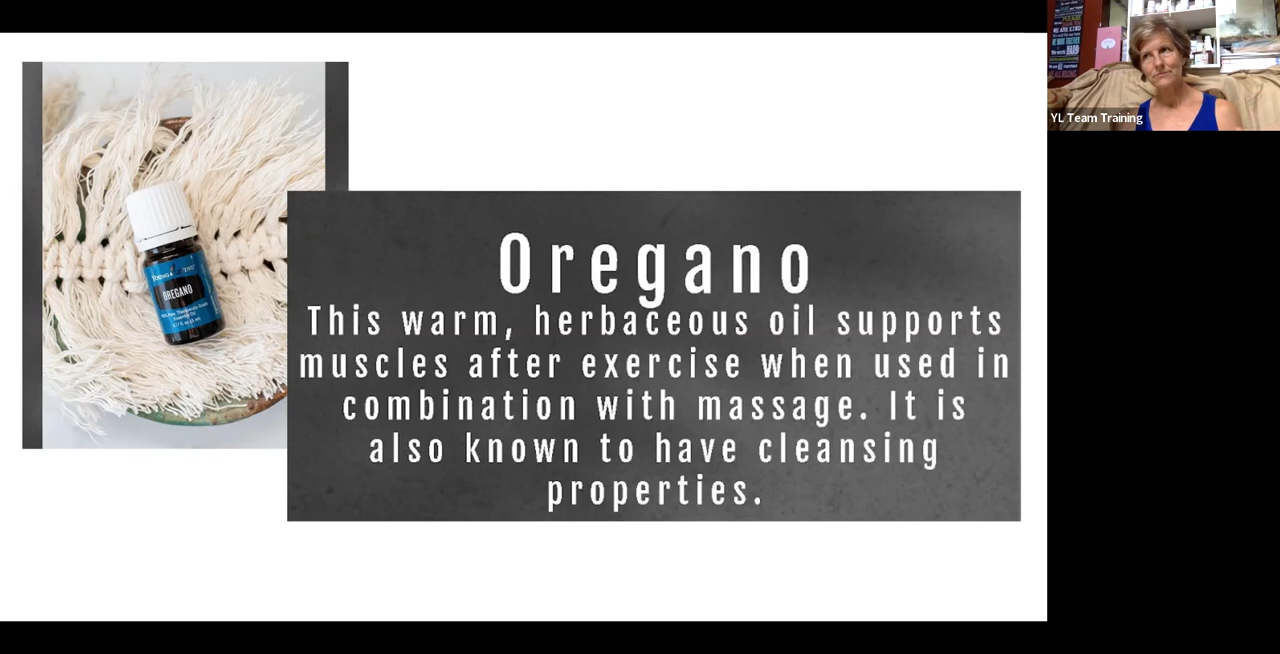 Oregano
This warm, herbaceous oil supports
muscles after exercise when used in
combination with massage. It is
also known to have cleansing
properties.
OREGANO
YL Team Training